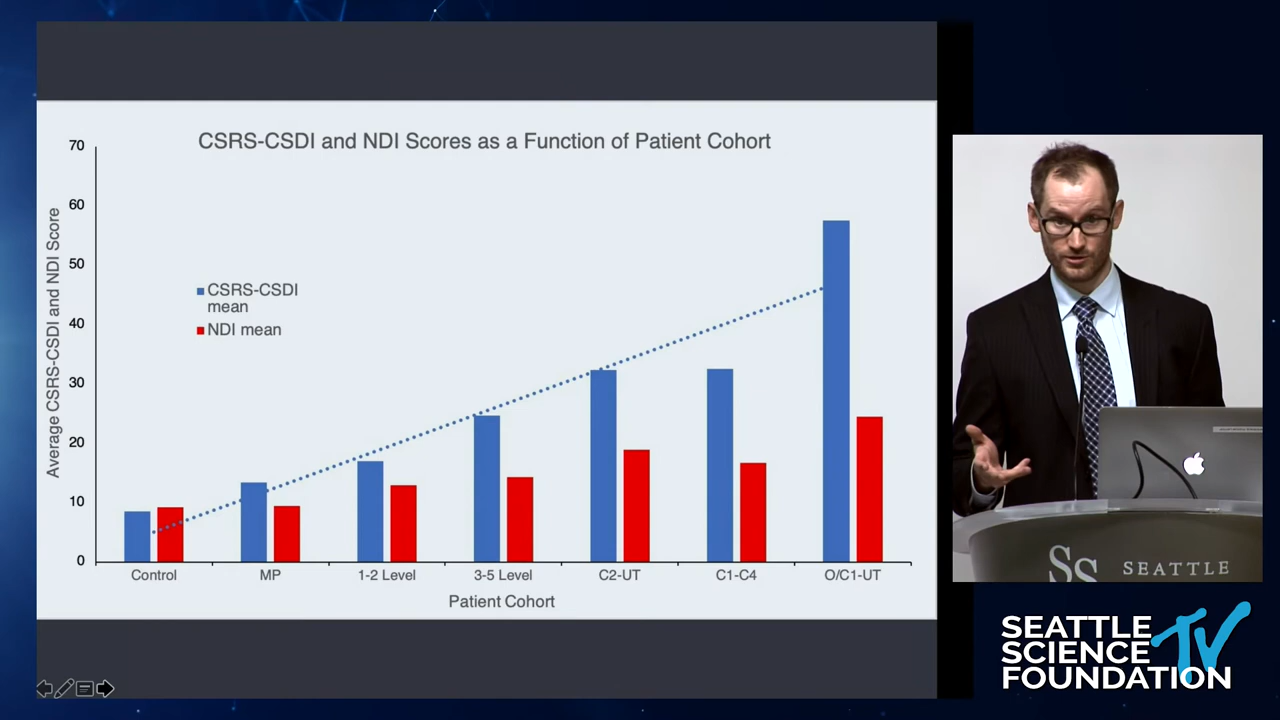 CSRS-CSDI and NDI Scores as a Function of Patient Cohort
Average CSRS-CSDI and NDI Score
70
60
50
40
30
20
10
0
CSRS-CSDI
mean
NDI mean
Control
MP
1-2 Level
3-5 Level
C2-UT
C1-C4
O/C1-UT
Patient Cohort
SS SEATTLE
SEATTLE
SCIENCE
FOUNDATION
TV